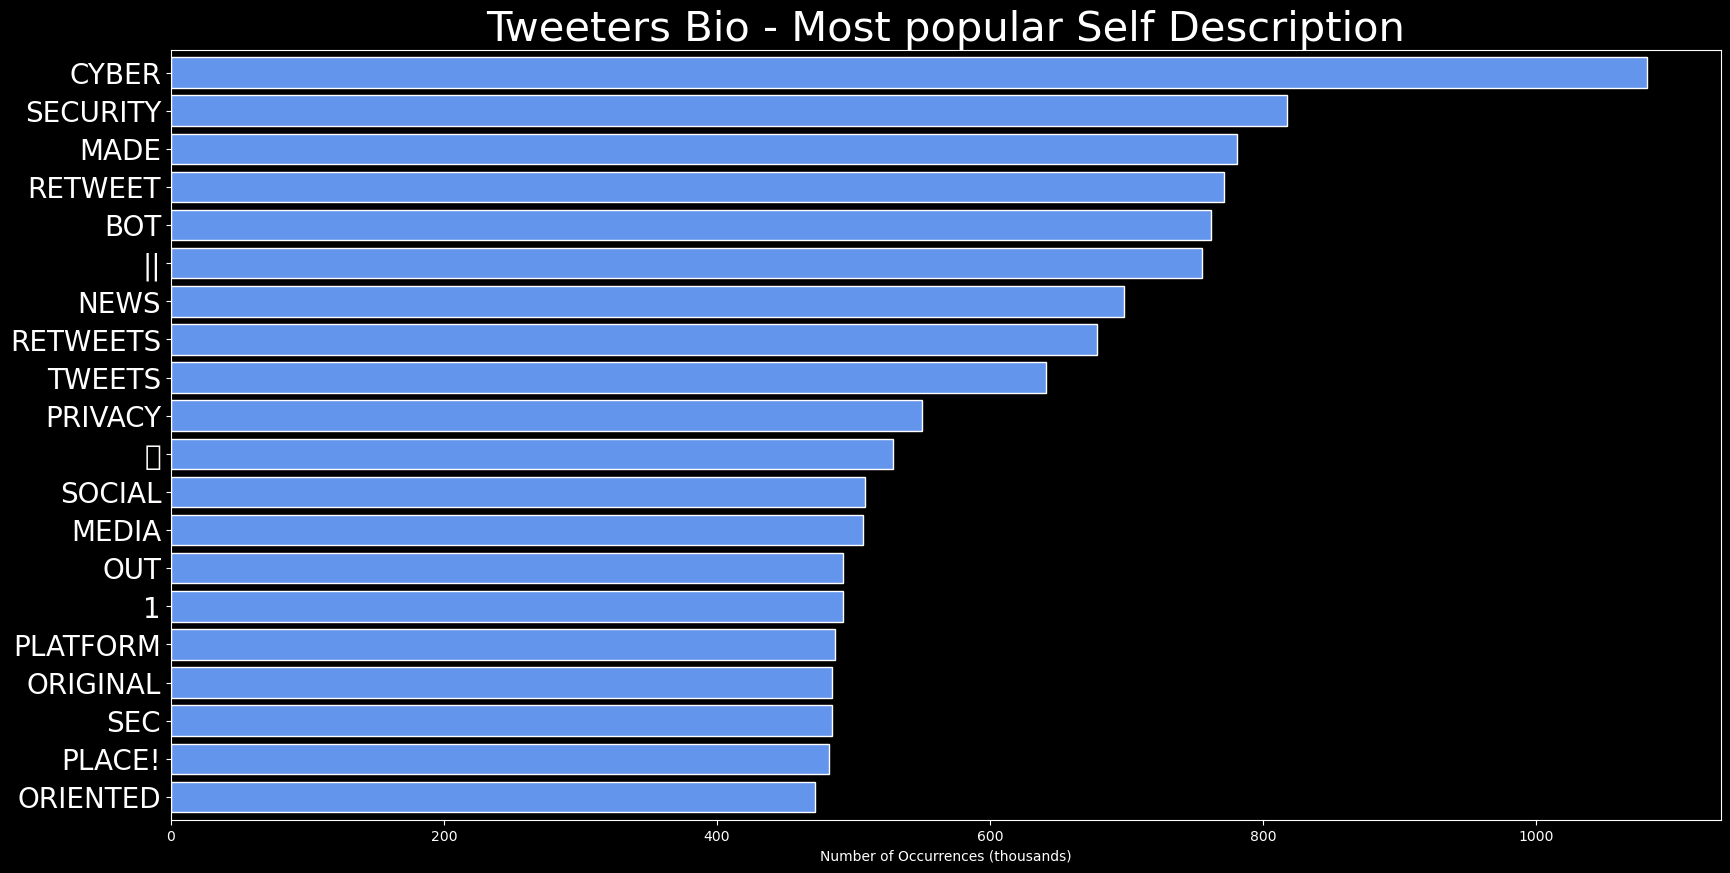 Tweeters Bio - Most popular Self Description
CYBER
SECURITY
MADE
RETWEET
BOT
||
NEWS
RETWEETS
TWEETS
PRIVACY
SOCIAL
MEDIA
OUT
1
PLATFORM
ORIGINAL
SEC
PLACE!
ORIENTED
0 200 400 600 800 1000
Number of Occurrences (thousands)